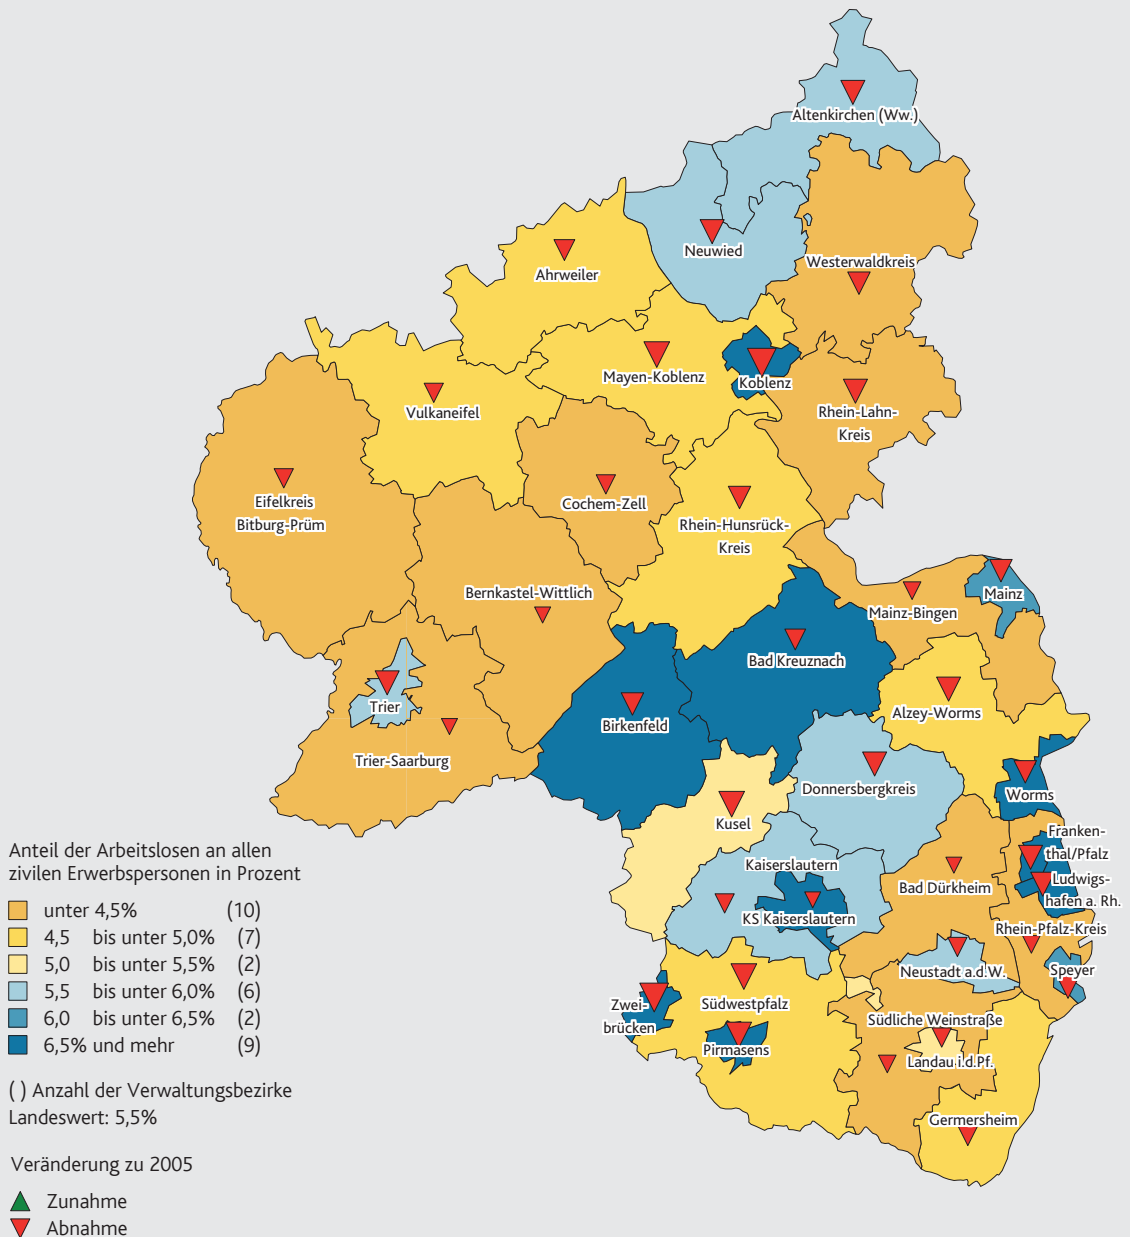 Altenkirchen (Ww.)
Neuwied
Westerwaldkreis
Ahrweiler
Mayen-Koblenz
Koblenz
Vulkaneifel
Rhein-Lahn-
Kreis
Eifelkreis
Bitburg-Prüm
Cochem-Zell
Rhein-Hunsrück-
Kreis
Bernkastel-Wittlich
Mainz-Bingen
Mainz
Bad Kreuznach
Trier
Birkenfeld
Alzey-Worms
Trier-Saarburg
Donnersbergkreis
Worms
Kusel
Franken-
thal/Pfalz
Kaiserslautern
Bad Dürkheim
Ludwigs-
hafen a. Rh.
KS Kaiserslautern
Rhein-Pfalz-Kreis
Neustadt a.d.W.
Speyer
Zwei-
brücken
Südwestpfalz
Südliche Weinstraße
Pirmasens
Landau i.d.Pf.
Germersheim
Anteil der Arbeitslosen an allen
zivilen Erwerbspersonen in Prozent
unter 4,5% (10)
4,5 bis unter 5,0% (7)
5,0 bis unter 5,5% (2)
5,5 bis unter 6,0% (6)
6,0 bis unter 6,5% (2)
6,5% und mehr (9)
( ) Anzahl der Verwaltungsbezirke
Landeswert: 5,5%
Veränderung zu 2005
Zunahme
Abnahme